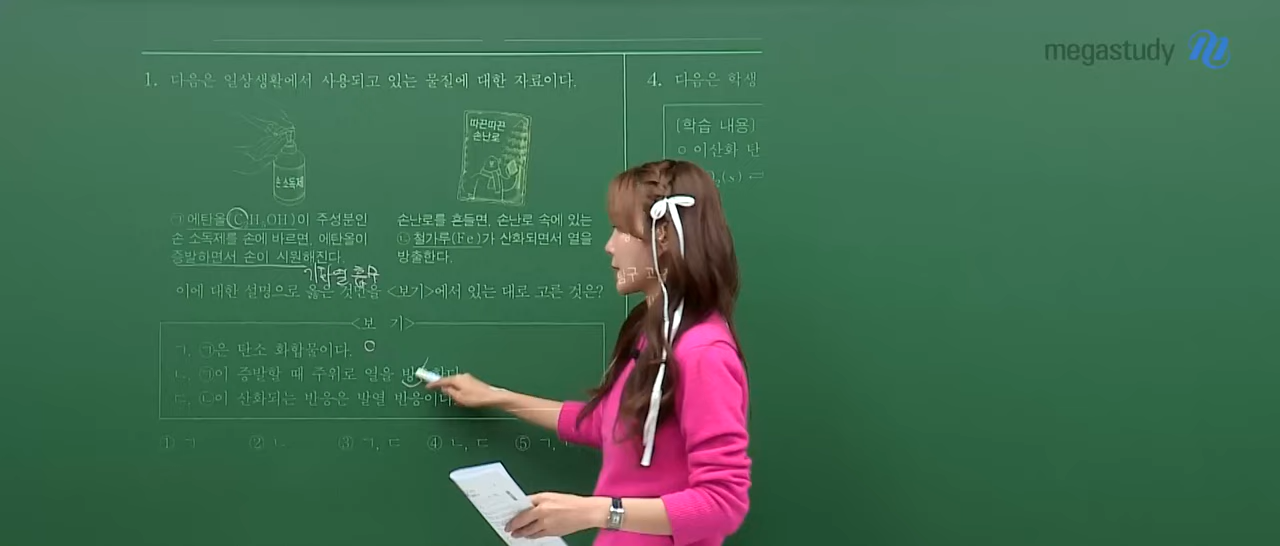 megastudy
1. 다음은 일상생활에서 사용되고 있는 물질에 대한 자료이다.
손 소독제
따끈따끈
손난로
㉠ 에탄올(C₂H₅OH)이 주성분인
손 소독제를 손에 바르면, 에탄올이
증발하면서 손이 시원해진다.
기화열 흡수
손난로를 흔들면, 손난로 속에 있는
㉡ 철가루(Fe)가 산화되면서 열을
방출한다.
이에 대한 설명으로 옳은 것만을 <보기>에서 있는 대로 고른 것은?
<보 기>
ㄱ. ㉠은 탄소 화합물이다. O
ㄴ. ㉠이 증발할 때 주위로 열을
ㄷ. ㉡이 산화되는 반응은 발열 반응이다.
① ㄱ ② ㄴ ③ ㄱ, ㄷ ④ ㄴ, ㄷ ⑤ ㄱ,
4. 다음은 학생
[학습 내용]
이산화 탄
(s) ⇌